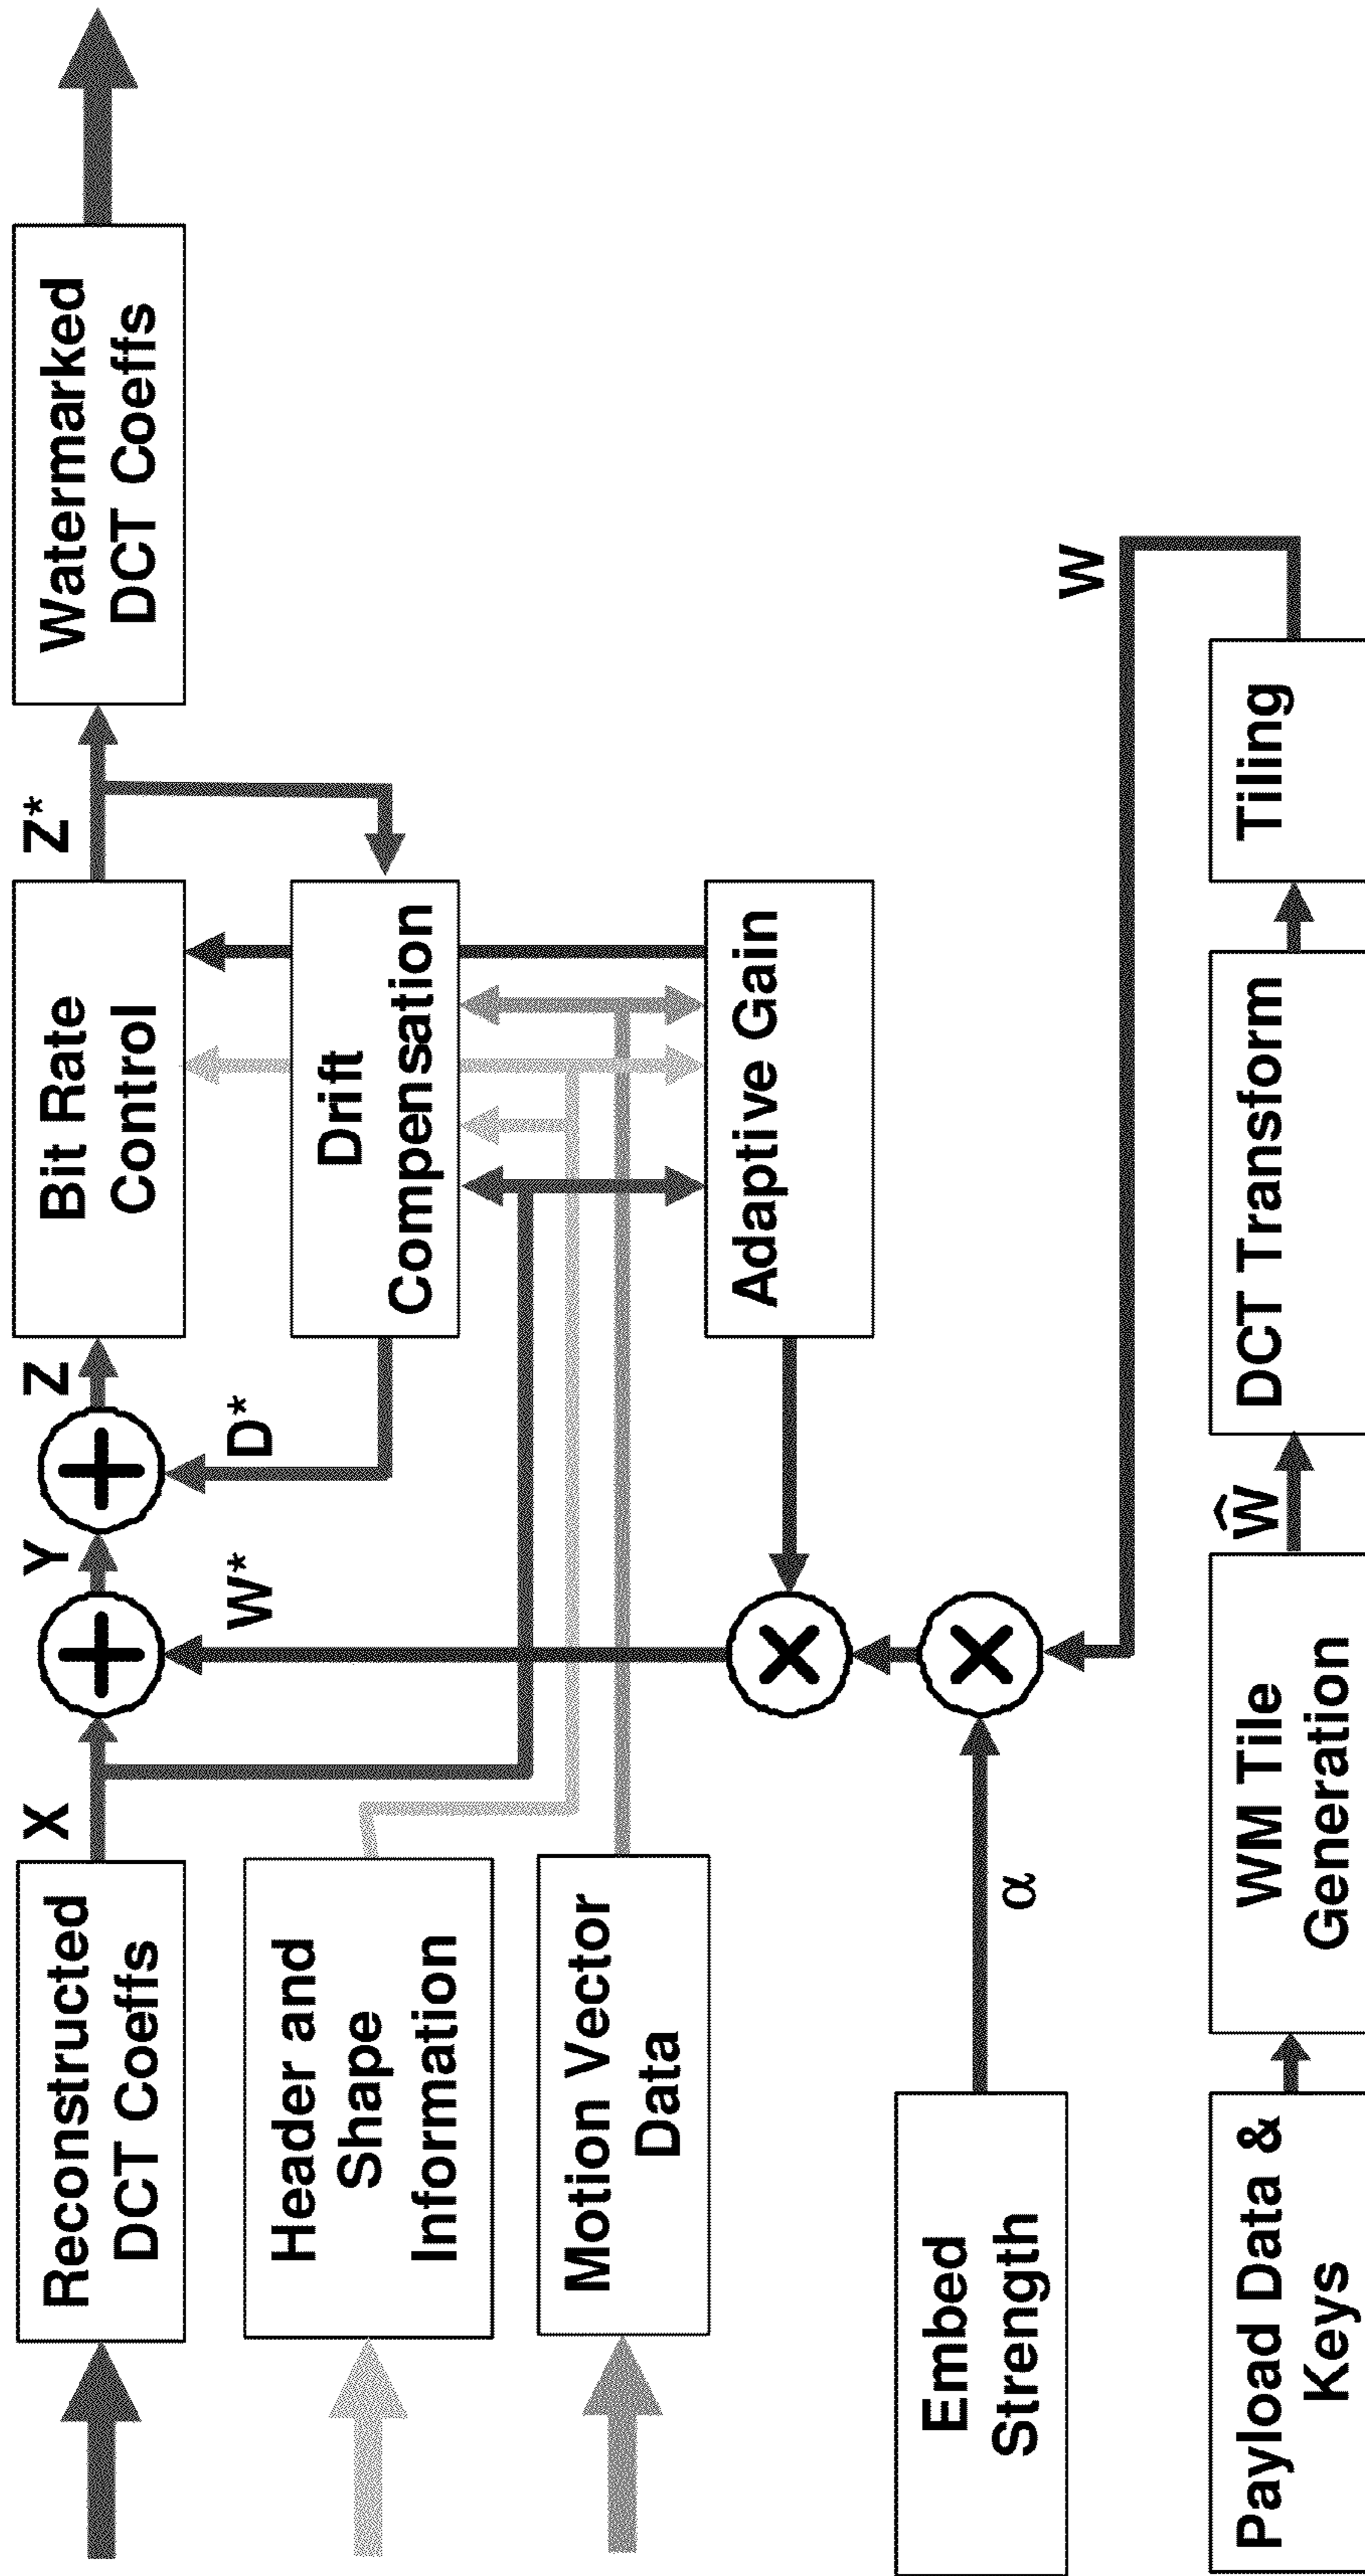 Reconstructed
DCT Coeffs
X
Y
Z
Bit Rate
Control
Z*
Watermarked
DCT Coeffs
Header and
Shape
Information
W*
D*
Drift
Compensation
Motion Vector
Data
Adaptive Gain
Embed
Strength
α
W
Payload Data &
Keys
WM Tile
Generation
Ŵ
DCT Transform
Tiling